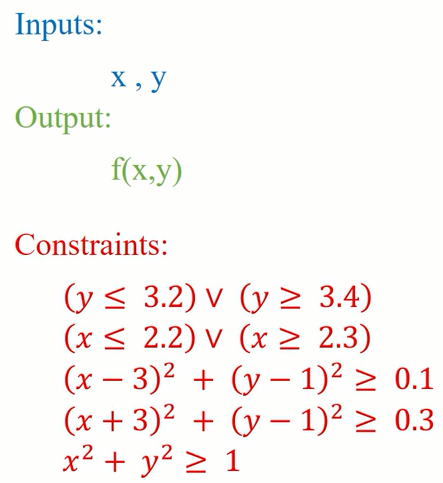 Inputs:
x , y
Output:
f(x,y)
Constraints:
(y ≤ 3.2) ∨ (y ≥ 3.4)
(x ≤ 2.2) ∨ (x ≥ 2.3)
(x − 3)² + (y − 1)² ≥ 0.1
(x + 3)² + (y − 1)² ≥ 0.3
x² + y² ≥ 1